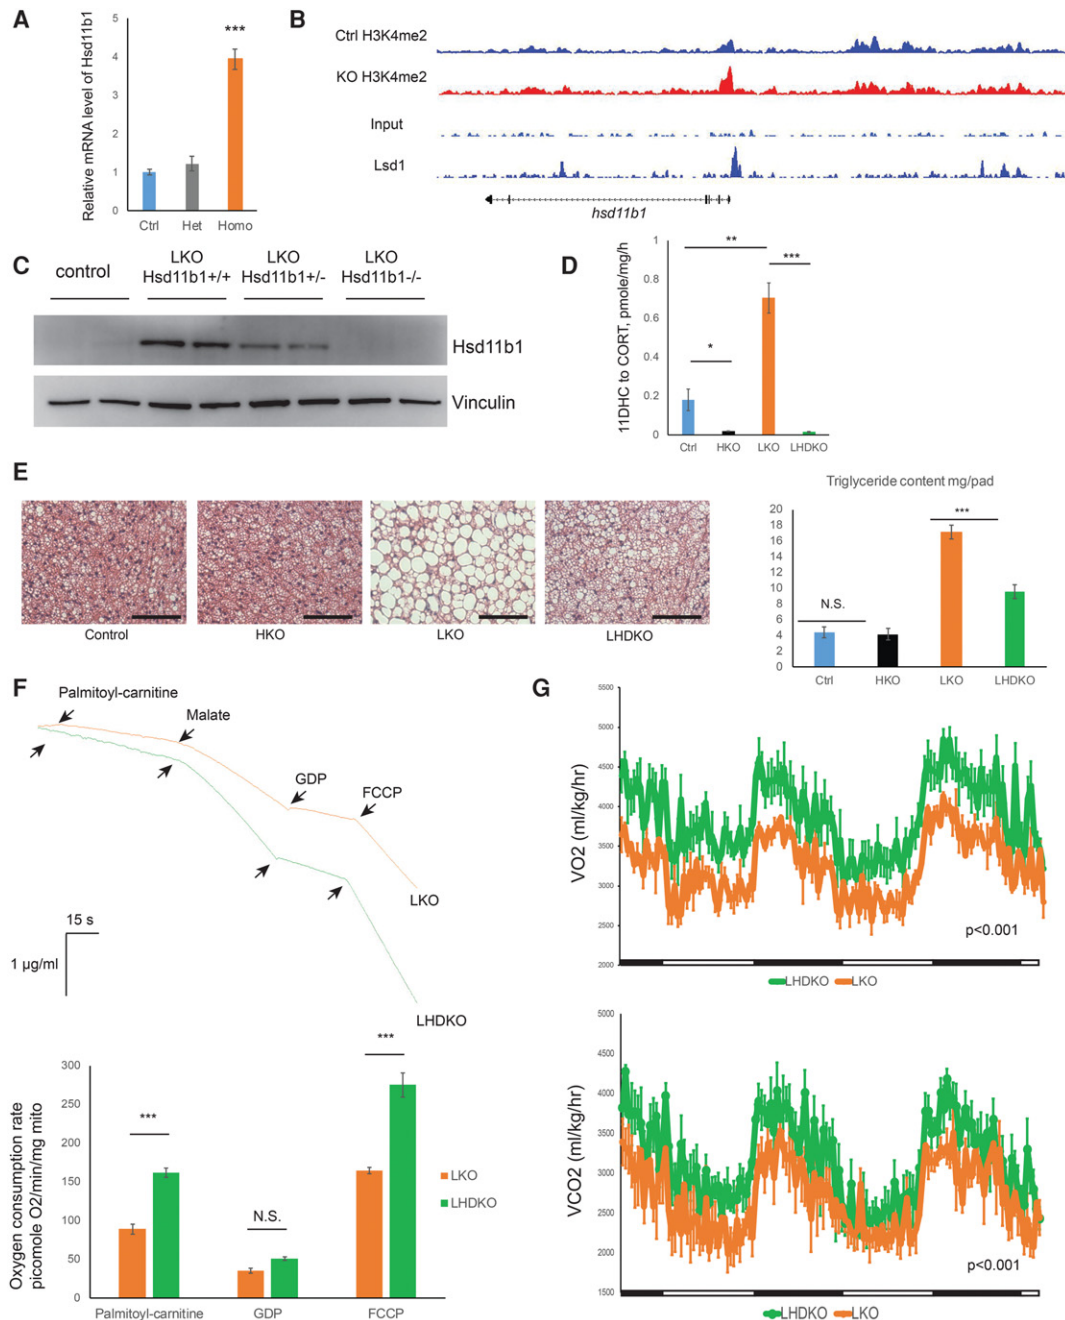 A
Relative mRNA level of Hsd11b1
5
4
3
2
1
0
***
Ctrl
Het
Homo
B
Ctrl H3K4me2
KO H3K4me2
Input
Lsd1
hsd11b1
C
control
LKO
Hsd11b1+/+
LKO
Hsd11b1+/-
LKO
Hsd11b1-/-
Hsd11b1
Vinculin
D
11DHC to CORT, pmole/mg/h
1
0.8
0.6
0.4
0.2
0
**
***
*
Ctrl
HKO
LKO
LHDKO
E
Control
HKO
LKO
LHDKO
Triglyceride content mg/pad
20
18
16
14
12
10
8
6
4
2
0
N.S.
***
Ctrl
HKO
LKO
LHDKO
F
Palmitoyl-carnitine
Malate
GDP
FCCP
LKO
15 s
1 µg/ml
LHDKO
Oxygen consumption rate
picomole O2/min/mg mito
300
250
200
150
100
50
0
***
N.S.
***
LKO
LHDKO
Palmitoyl-carnitine
GDP
FCCP
G
VO2 (ml/kg/hr)
5500
5000
4500
4000
3500
3000
2500
2000
p<0.001
LHDKO
LKO
VCO2 (ml/kg/hr)
5000
4500
4000
3500
3000
2500
2000
1500
p<0.001
LHDKO
LKO